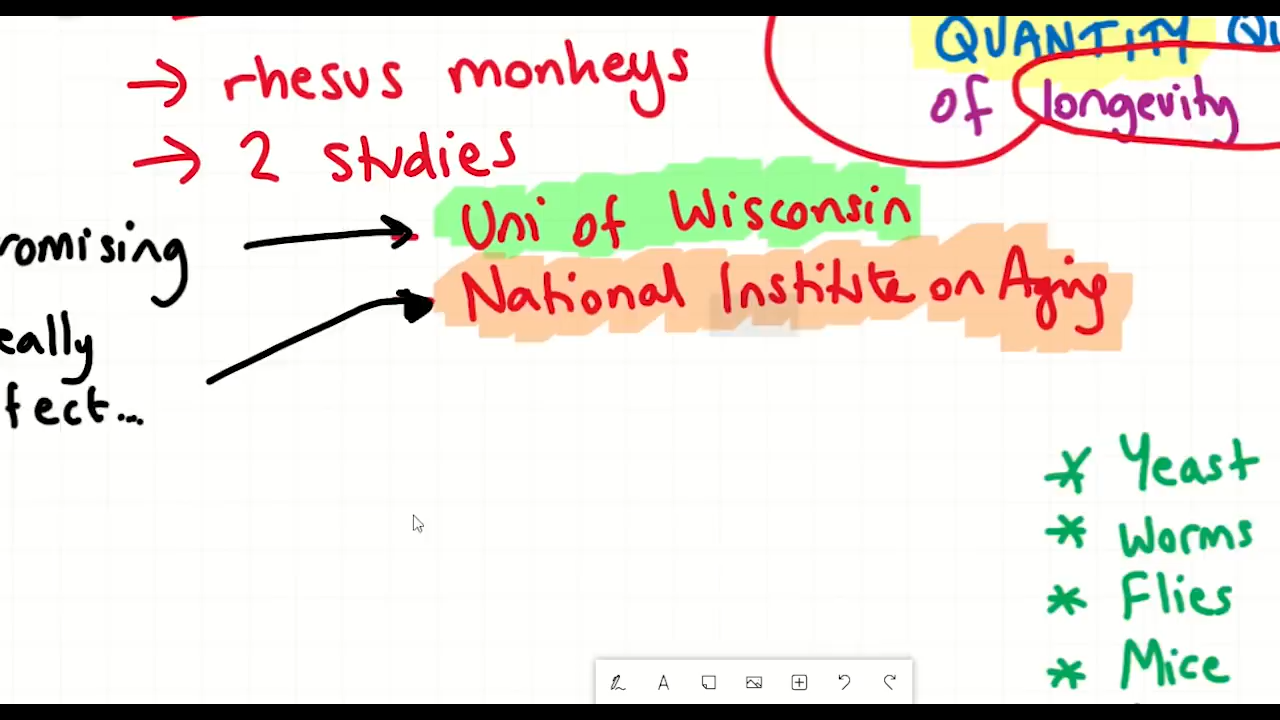 QUANTITY QU
of longevity
→ rhesus monkeys
→ 2 studies
Uni of Wisconsin
National Institute on Aging
romising
eally
fect...
* Yeast
* Worms
* Flies
* Mice